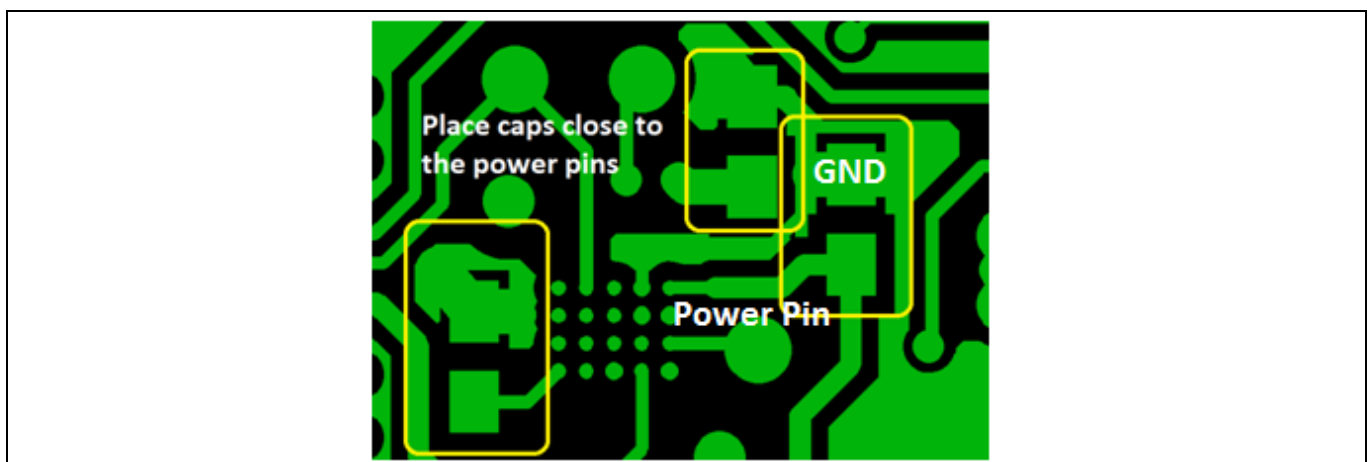 Place caps close to
the power pins
GND
Power Pin